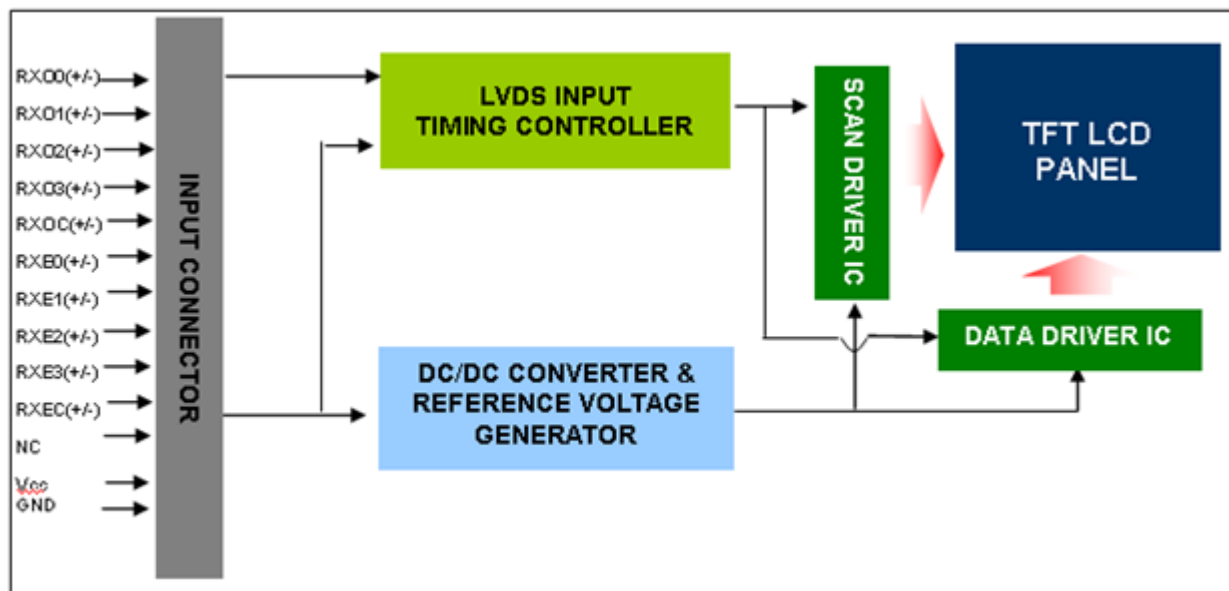 RXO0(+/-)
RXO1(+/-)
RXO2(+/-)
RXO3(+/-)
RXOC(+/-)
RXE0(+/-)
RXE1(+/-)
RXE2(+/-)
RXE3(+/-)
RXEC(+/-)
NC
Vcc
GND
INPUT CONNECTOR
LVDS INPUT
TIMING CONTROLLER
DC/DC CONVERTER &
REFERENCE VOLTAGE
GENERATOR
SCAN DRIVER IC
TFT LCD
PANEL
DATA DRIVER IC